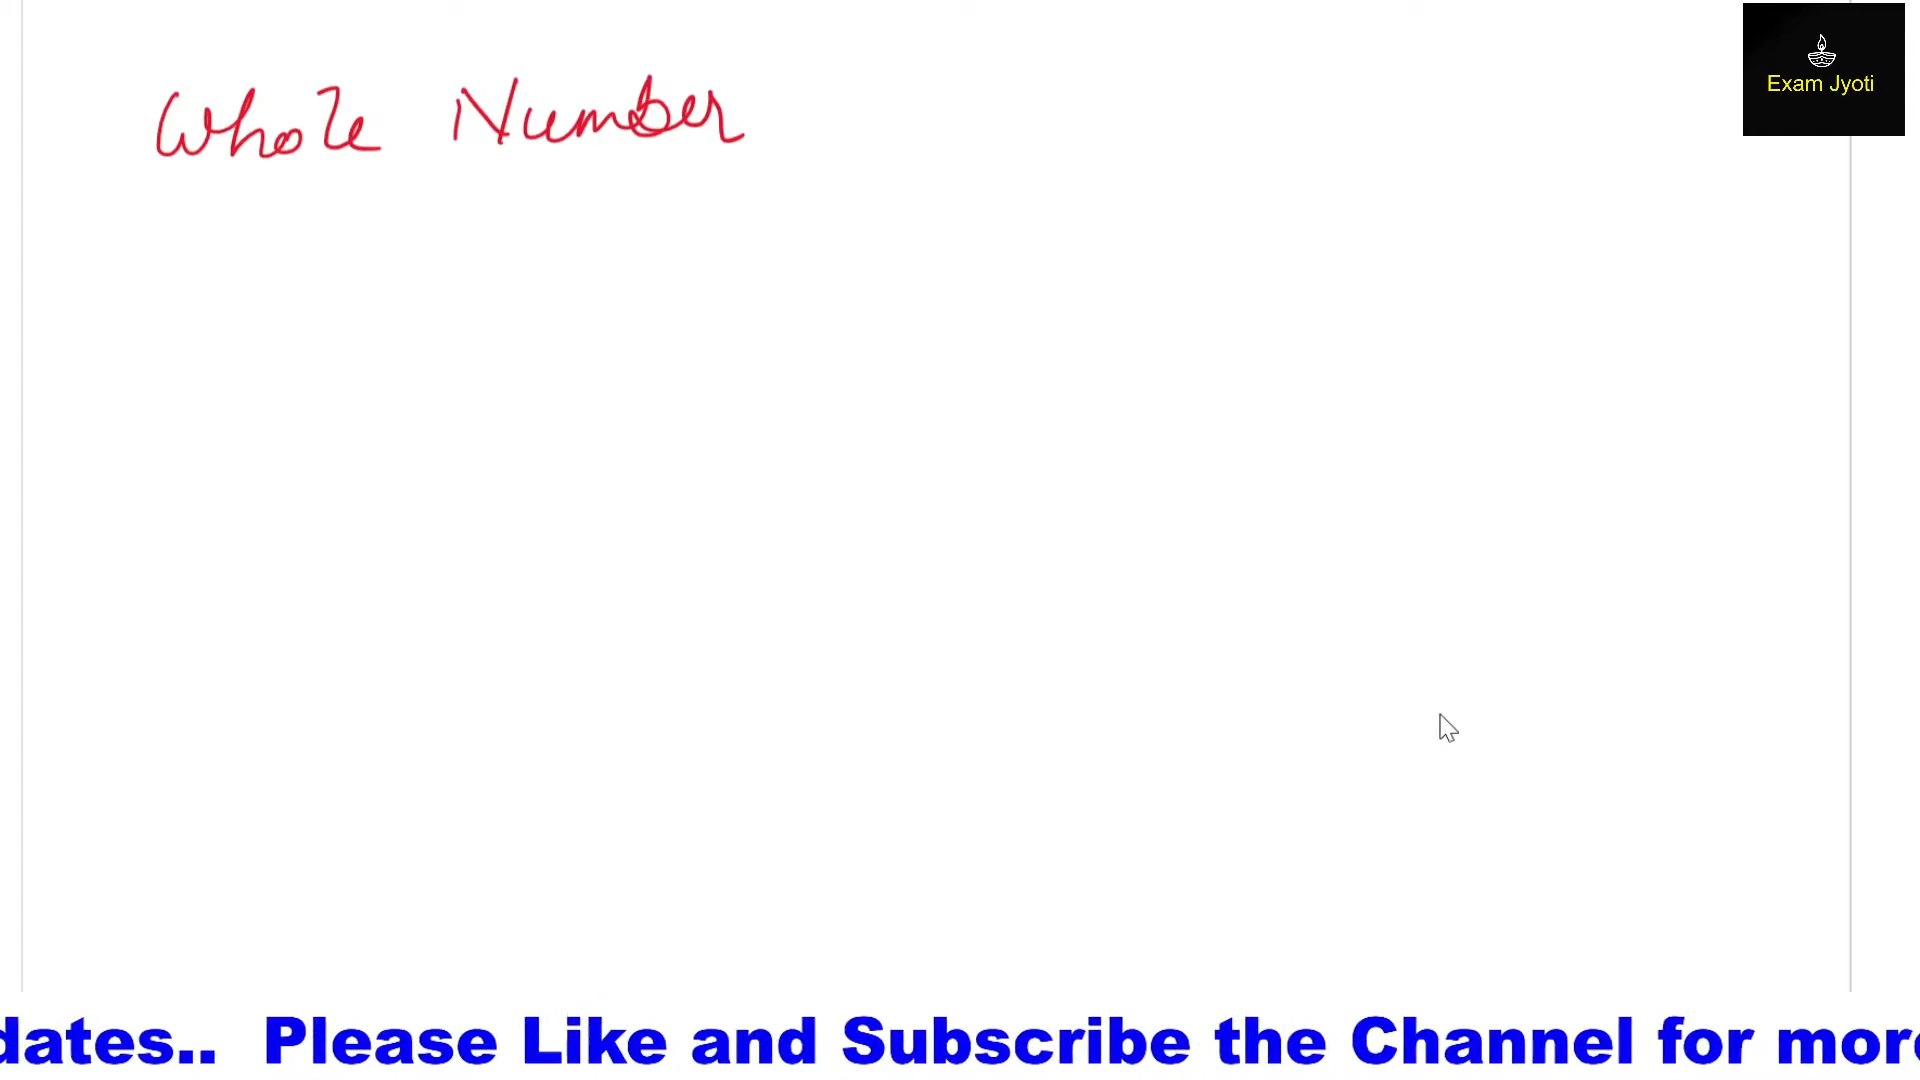 Whole Number
Exam Jyoti
dates.. Please Like and Subscribe the Channel for more